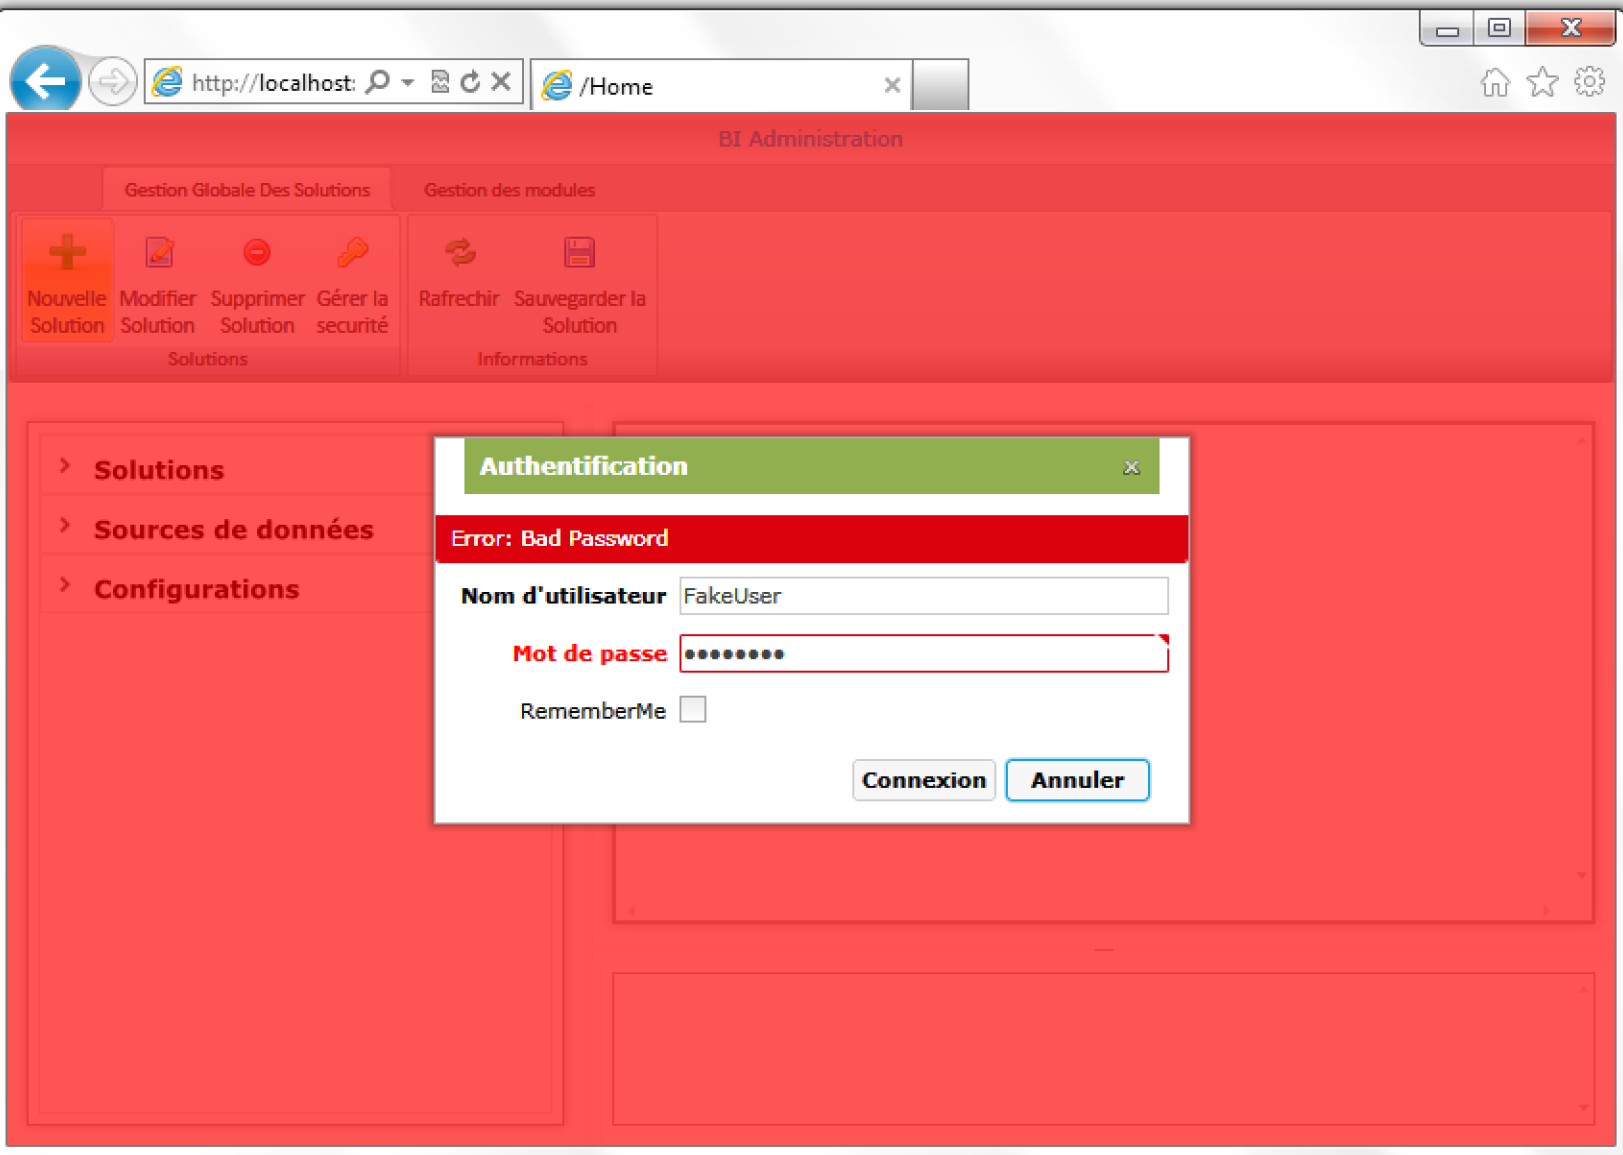 http://localhost:
/Home
BI Administration
Gestion Globale Des Solutions
Gestion des modules
Nouvelle Solution
Modifier Solution
Supprimer Solution
Gérer la securité
Rafrechir
Sauvegarder la Solution
Solutions
Informations
Solutions
Sources de données
Configurations
Authentification
Error: Bad Password
Nom d'utilisateur FakeUser
Mot de passe ••••••••
RememberMe
Connexion
Annuler